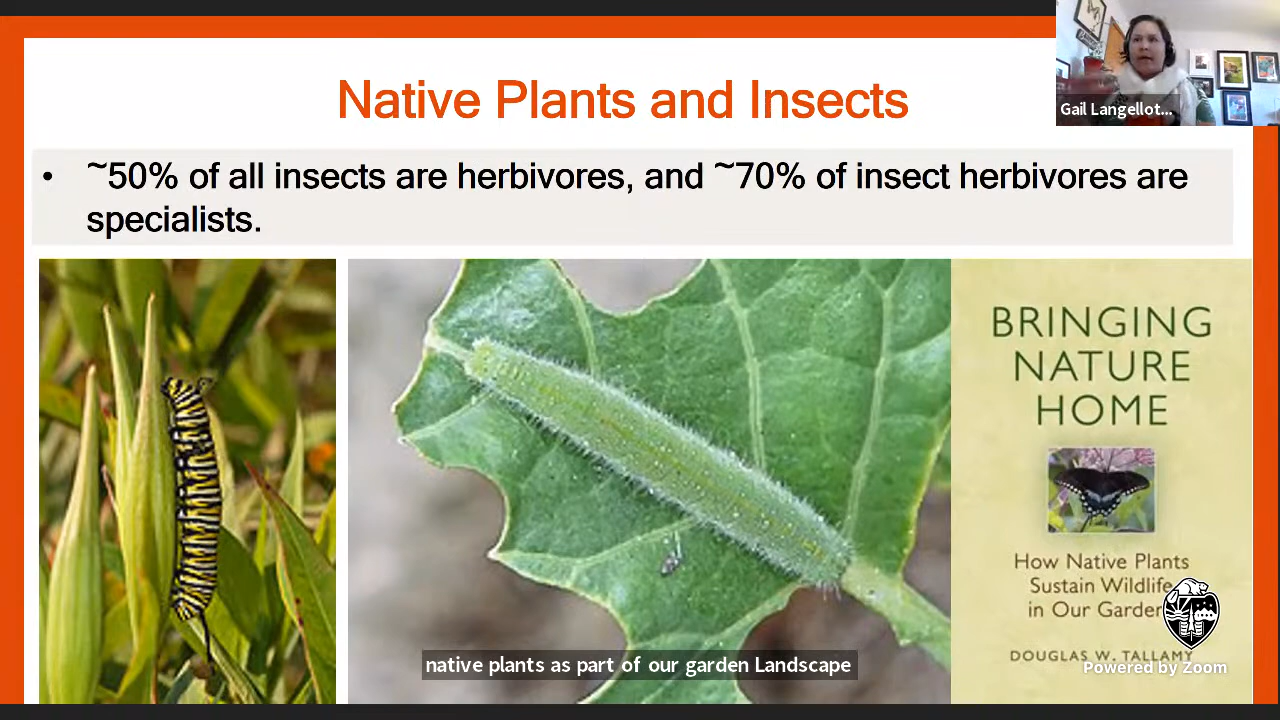 Native Plants and Insects
Gail Langellot...
• ~50% of all insects are herbivores, and ~70% of insect herbivores are
specialists.
BRINGING
NATURE
HOME
How Native Plants
Sustain Wildlife
in Our Garden
DOUGLAS W. TALLAMY
native plants as part of our garden Landscape
Powered by Zoom